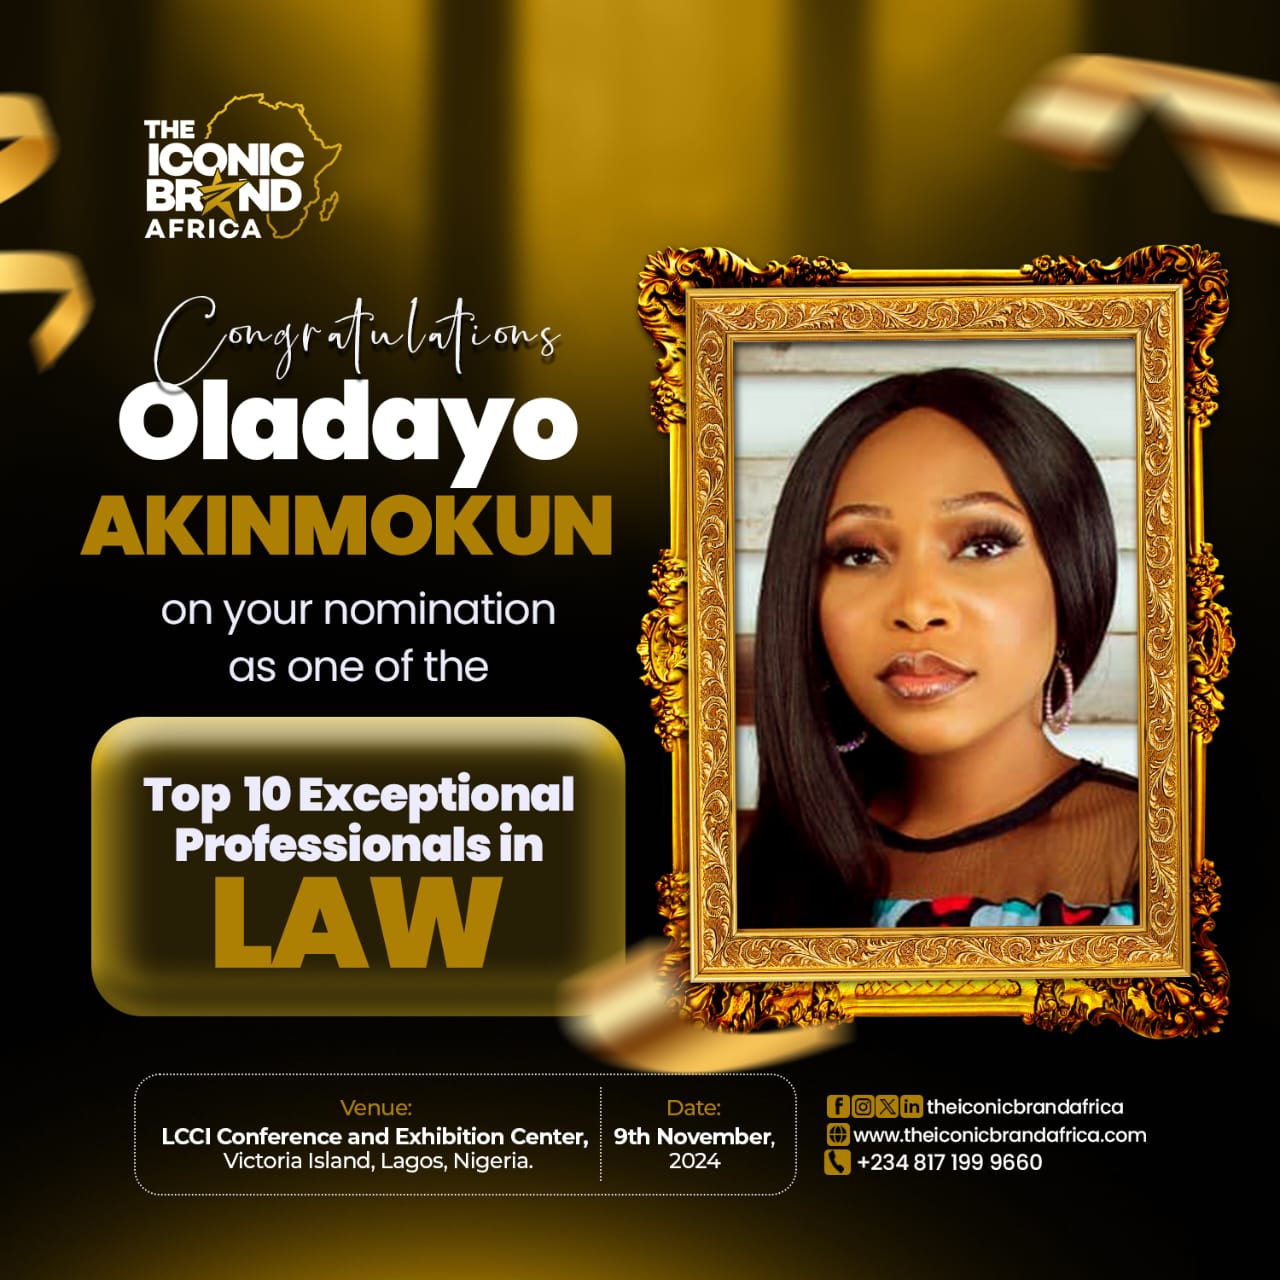 THE
ICONIC
BRAND
AFRICA
Congratulations
Oladayo
AKINMOKUN
on your nomination
as one of the
Top 10 Exceptional
Professionals in
LAW
Venue:
LCCI Conference and Exhibition Center,
Victoria Island, Lagos, Nigeria.
Date:
9th November,
2024
theiconicbrandafrica
www.theiconicbrandafrica.com
+234 817 199 9660